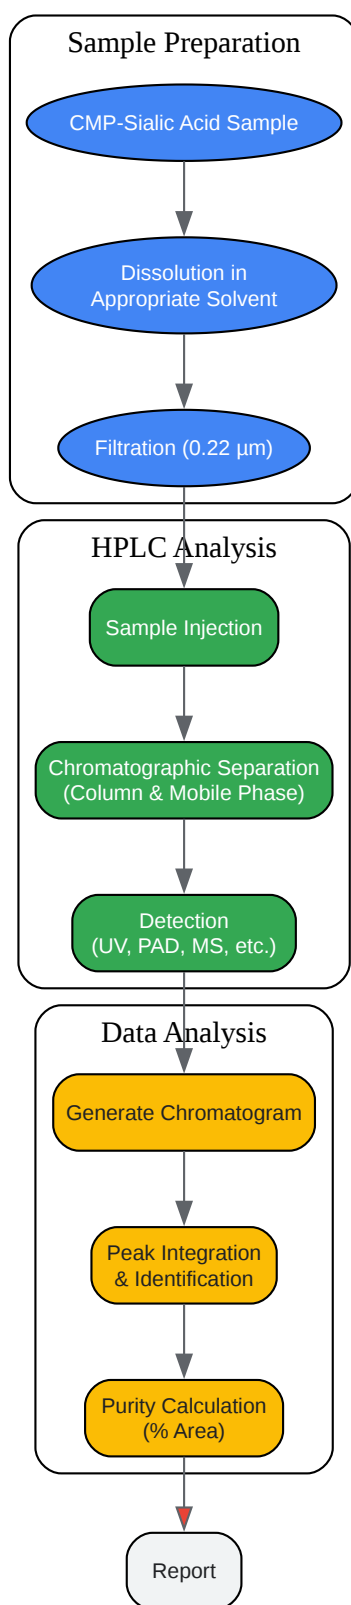 Sample Preparation
CMP-Sialic Acid Sample
Dissolution in
Appropriate Solvent
Filtration (0.22 µm)
HPLC Analysis
Sample Injection
Chromatographic Separation
(Column & Mobile Phase)
Detection
(UV, PAD, MS, etc.)
Data Analysis
Generate Chromatogram
Peak Integration
& Identification
Purity Calculation
(% Area)
Report